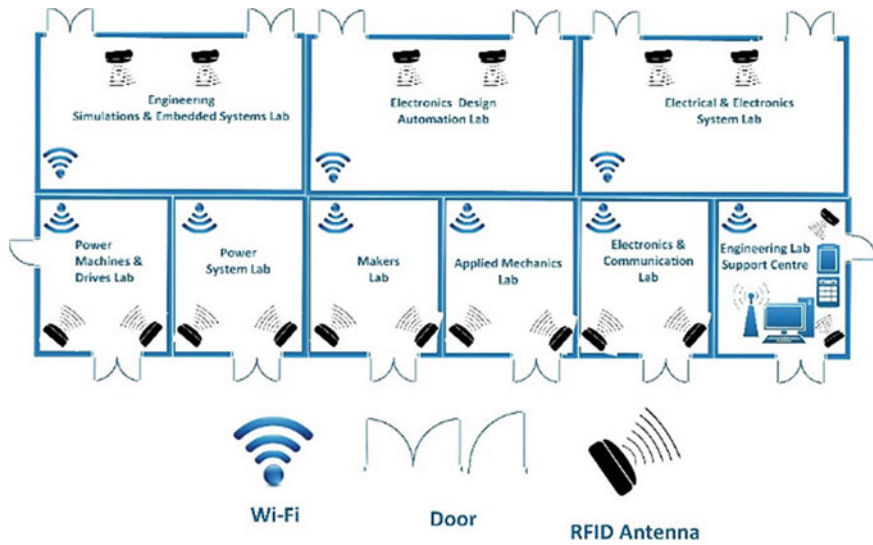 Engineering
Simulations & Embedded Systems Lab
Electronics Design
Automation Lab
Electrical & Electronics
System Lab
Power
Machines &
Drives Lab
Power
System Lab
Makers
Lab
Applied Mechanics
Lab
Electronics &
Communication
Lab
Engineering Lab
Support Centre
Wi-Fi
Door
RFID Antenna